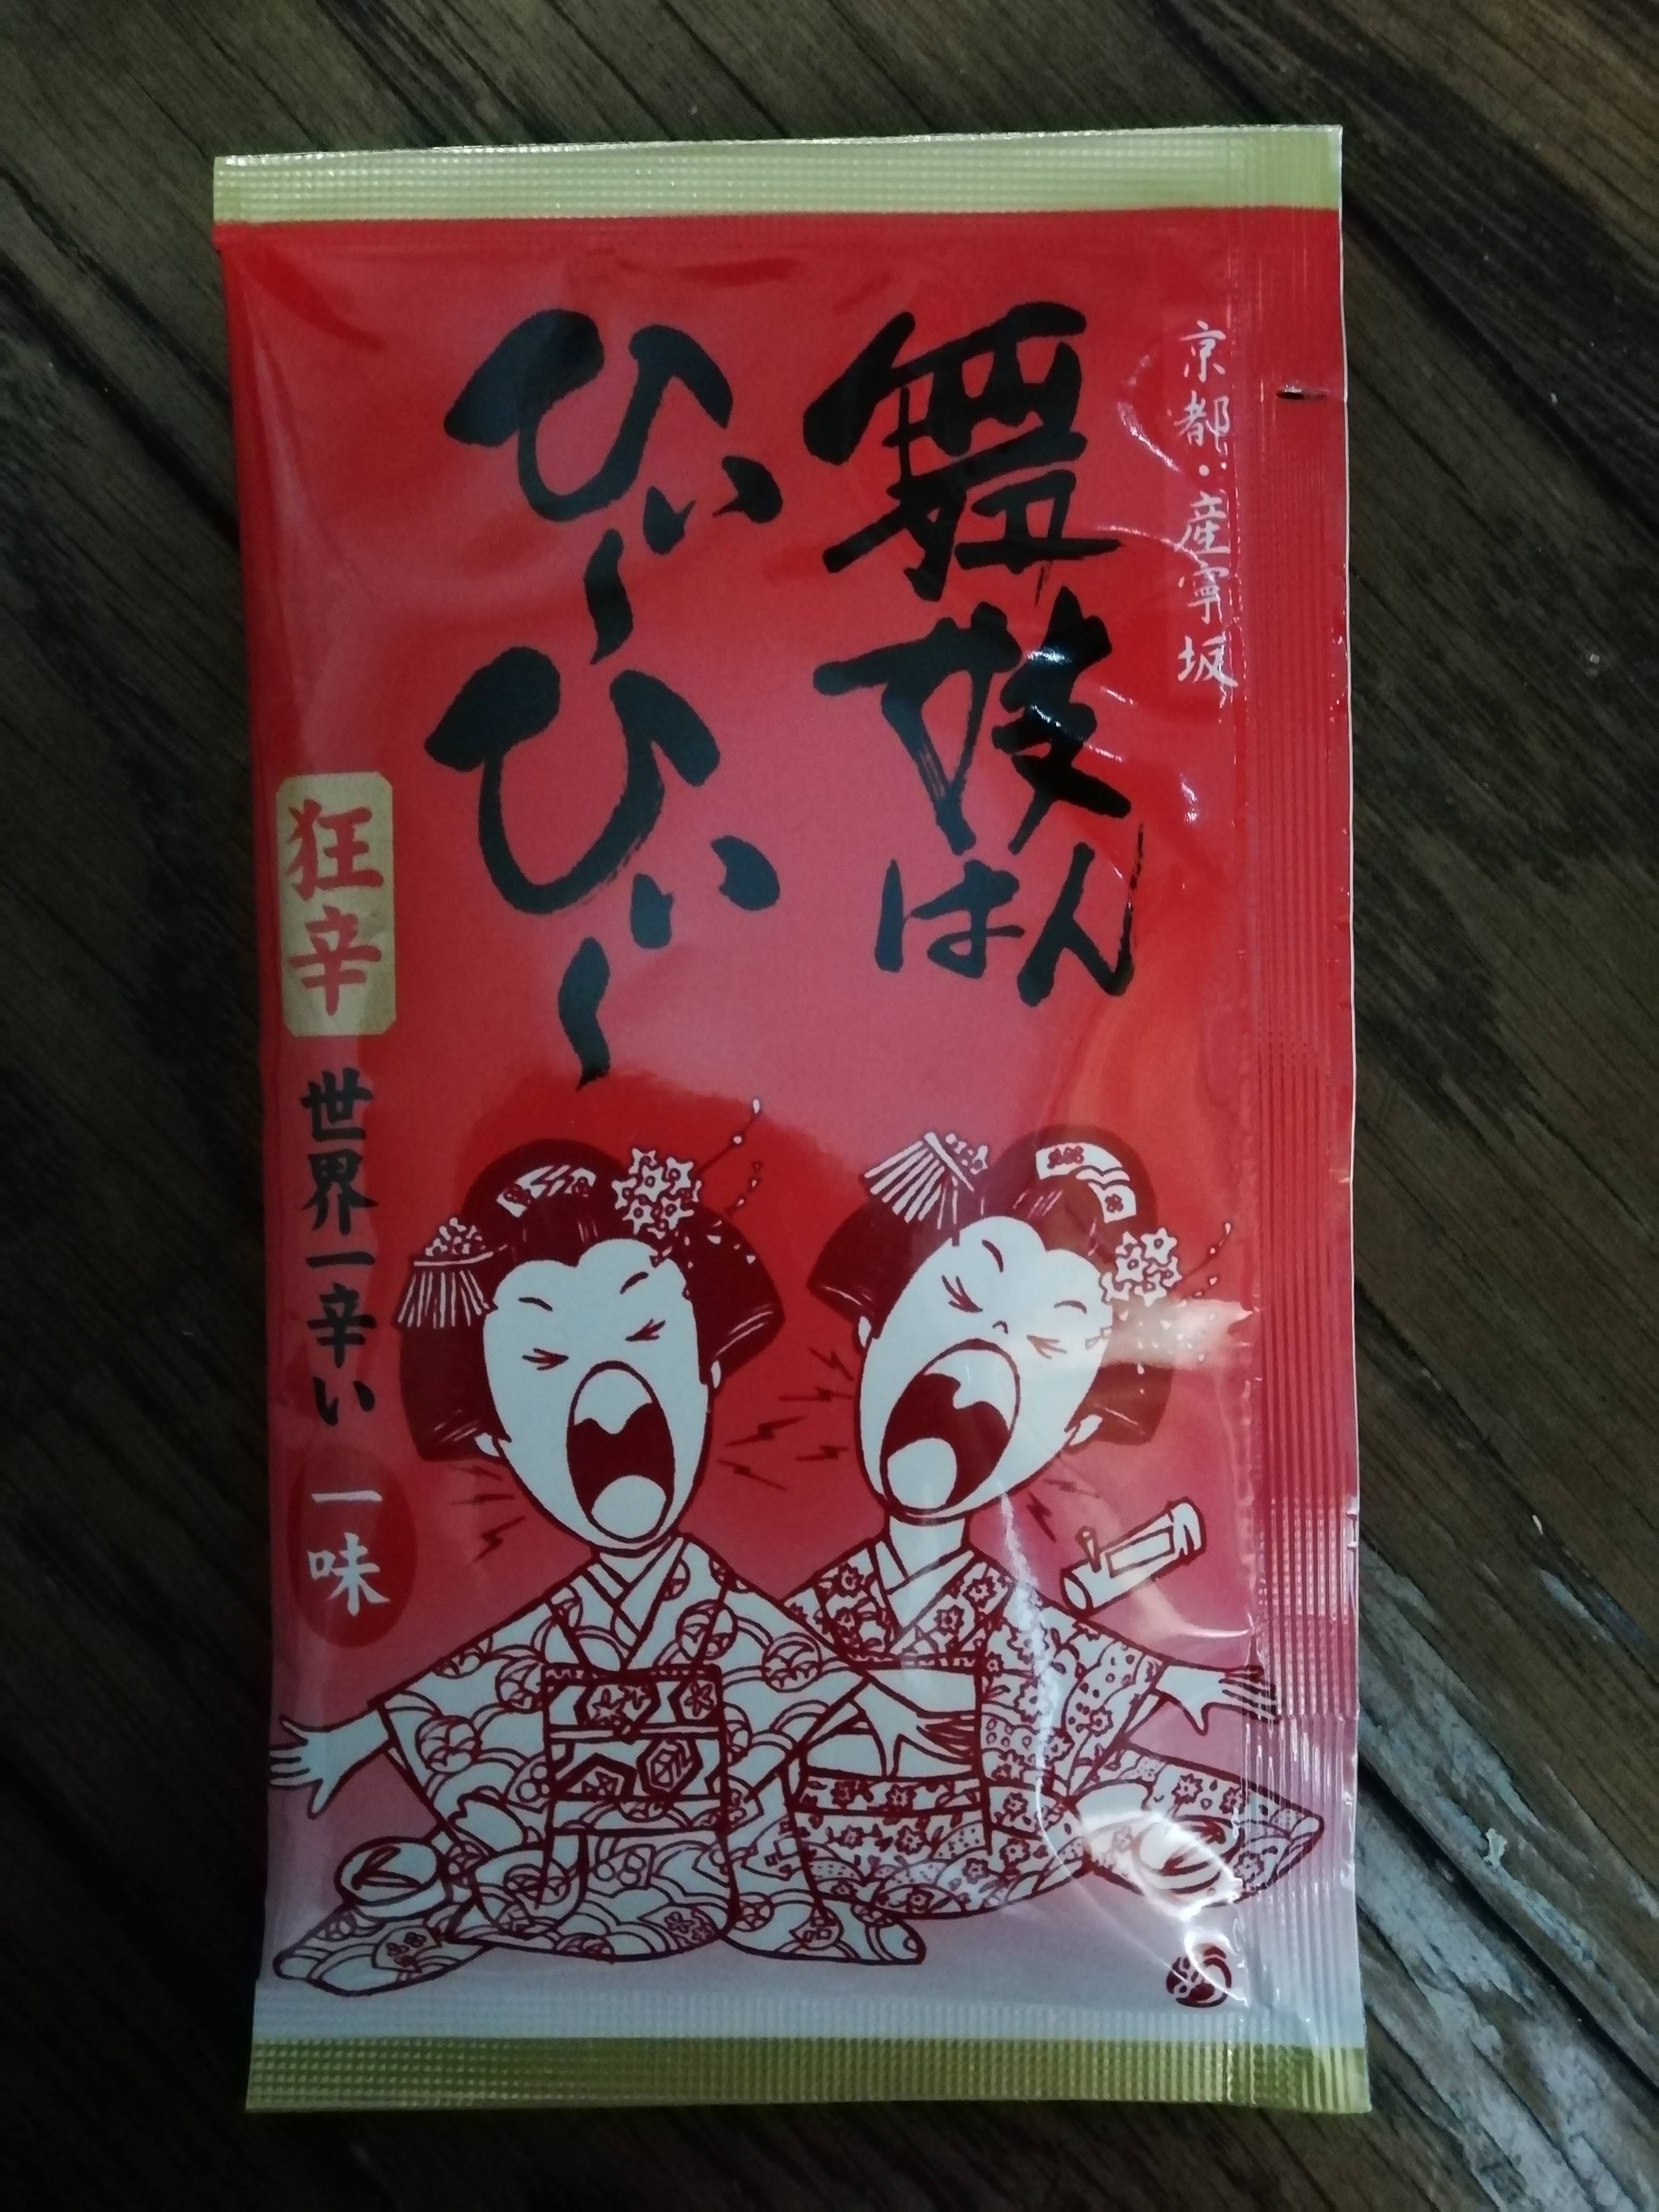 京都・産寧坂
舞妓はん
ひぃ〜ひぃ〜
狂辛
世界一辛い
一味